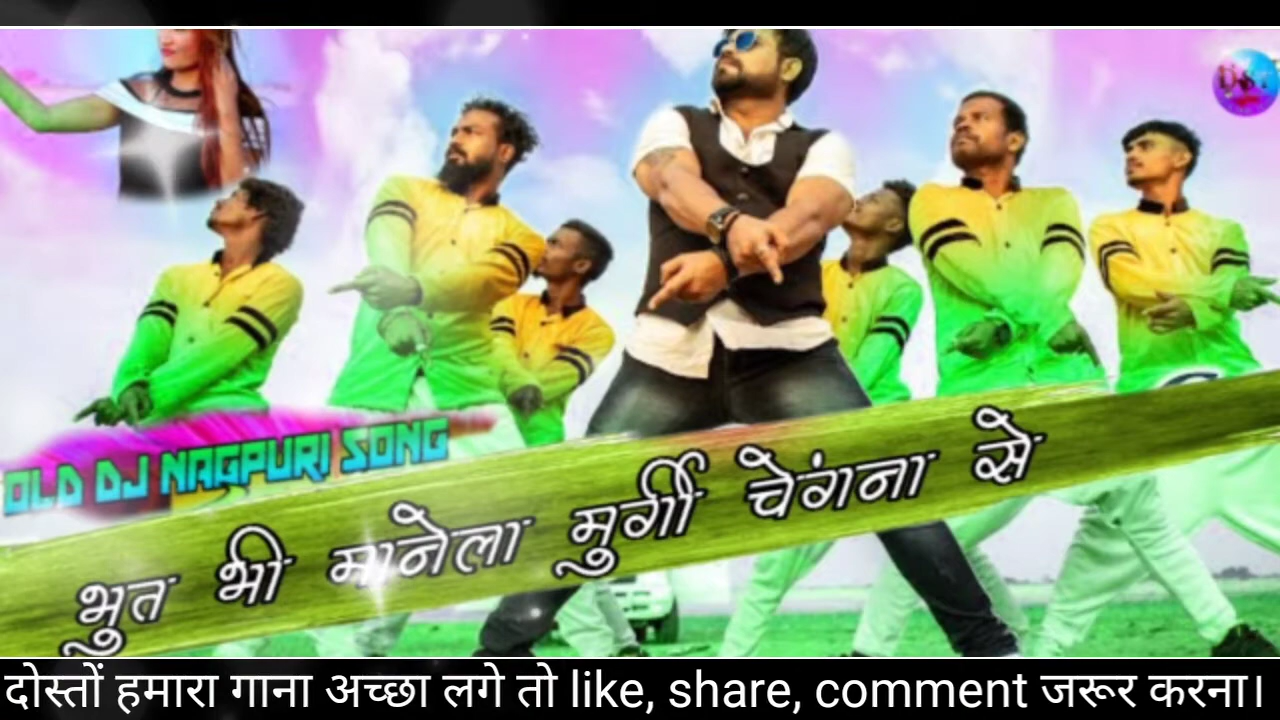 OLD DJ NAGPURI SONG
भुत भी मानेला मुर्गी चेंगना से
दोस्तों हमारा गाना अच्छा लगे तो like, share, comment जरूर करना।